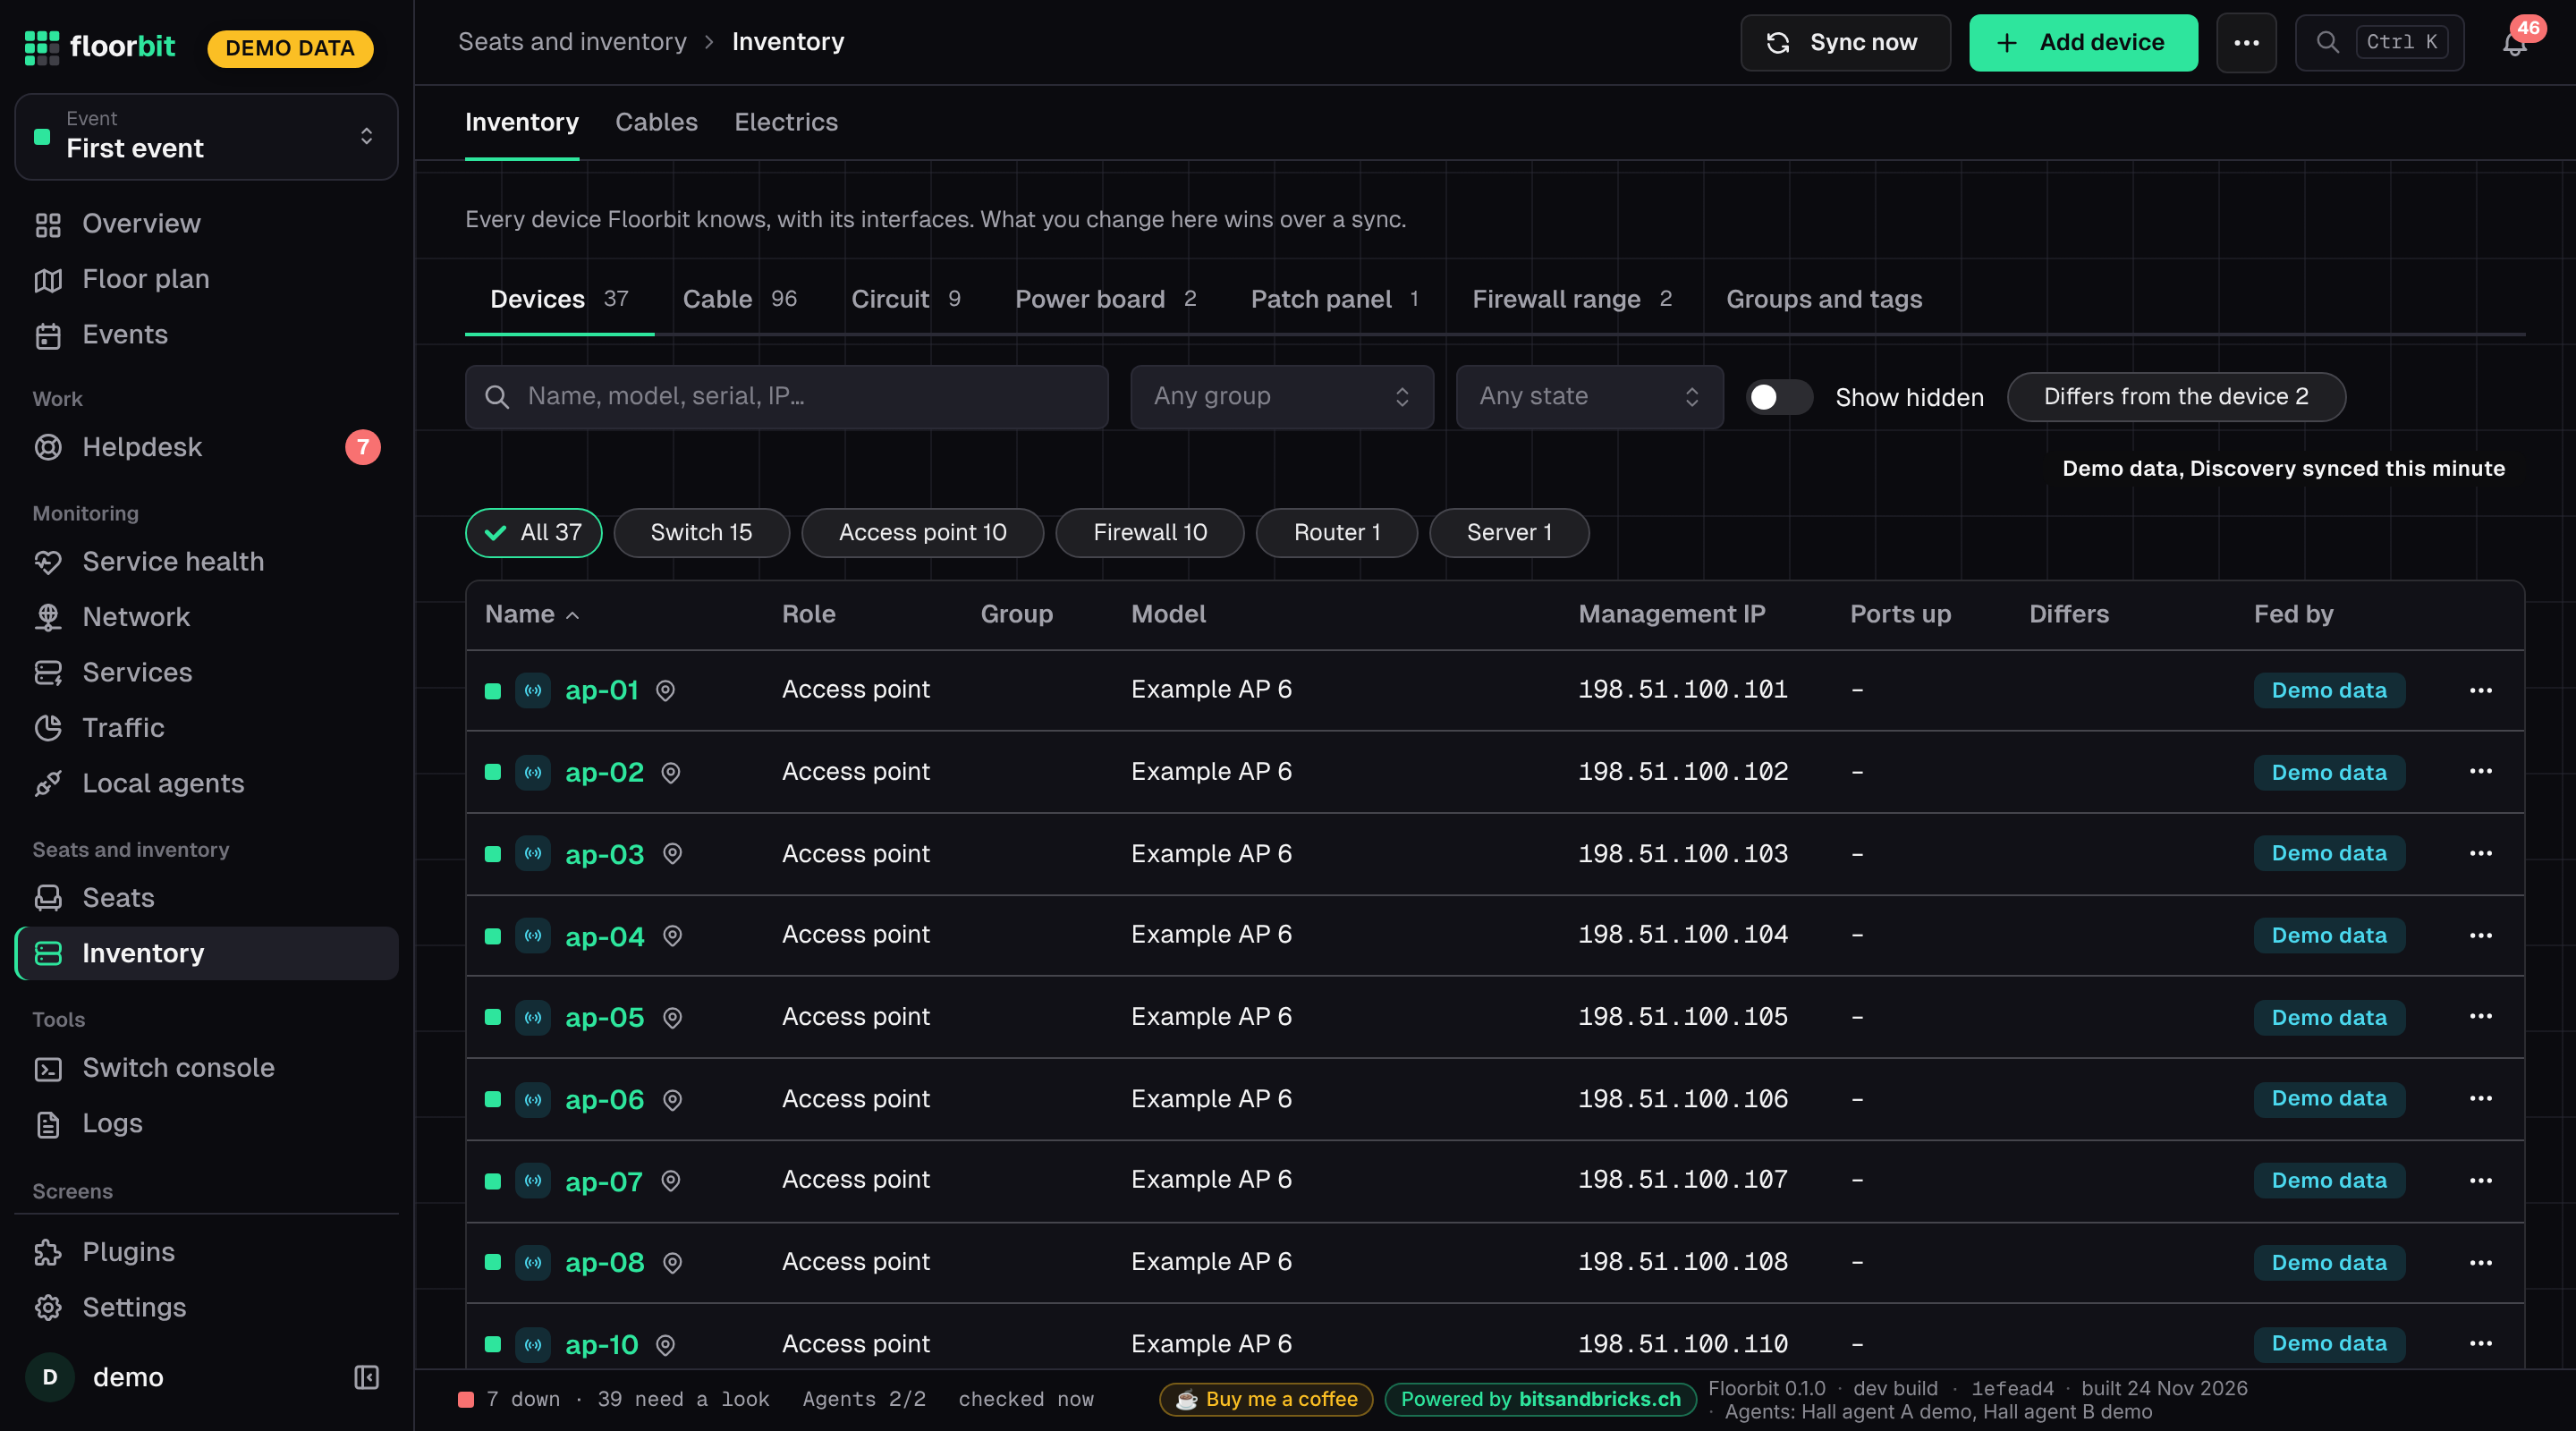 floorbit DEMO DATA
Event
First event
Overview
Floor plan
Events
Work
Helpdesk 7
Monitoring
Service health
Network
Services
Traffic
Local agents
Seats and inventory
Seats
Inventory
Tools
Switch console
Logs
Screens
Plugins
Settings
D demo
Seats and inventory > Inventory
Sync now
+ Add device
Ctrl K
46
Inventory Cables Electrics
Every device Floorbit knows, with its interfaces. What you change here wins over a sync.
Devices 37 Cable 96 Circuit 9 Power board 2 Patch panel 1 Firewall range 2 Groups and tags
Name, model, serial, IP… Any group Any state Show hidden Differs from the device 2
Demo data, Discovery synced this minute
All 37 Switch 15 Access point 10 Firewall 10 Router 1 Server 1
Name Role Group Model Management IP Ports up Differs Fed by
ap-01 Access point Example AP 6 198.51.100.101 – Demo data
ap-02 Access point Example AP 6 198.51.100.102 – Demo data
ap-03 Access point Example AP 6 198.51.100.103 – Demo data
ap-04 Access point Example AP 6 198.51.100.104 – Demo data
ap-05 Access point Example AP 6 198.51.100.105 – Demo data
ap-06 Access point Example AP 6 198.51.100.106 – Demo data
ap-07 Access point Example AP 6 198.51.100.107 – Demo data
ap-08 Access point Example AP 6 198.51.100.108 – Demo data
ap-10 Access point Example AP 6 198.51.100.110 – Demo data
7 down · 39 need a look Agents 2/2 checked now
☕ Buy me a coffee Powered by bitsandbricks.ch
Floorbit 0.1.0 · dev build · 1efead4 · built 24 Nov 2026
· Agents: Hall agent A demo, Hall agent B demo